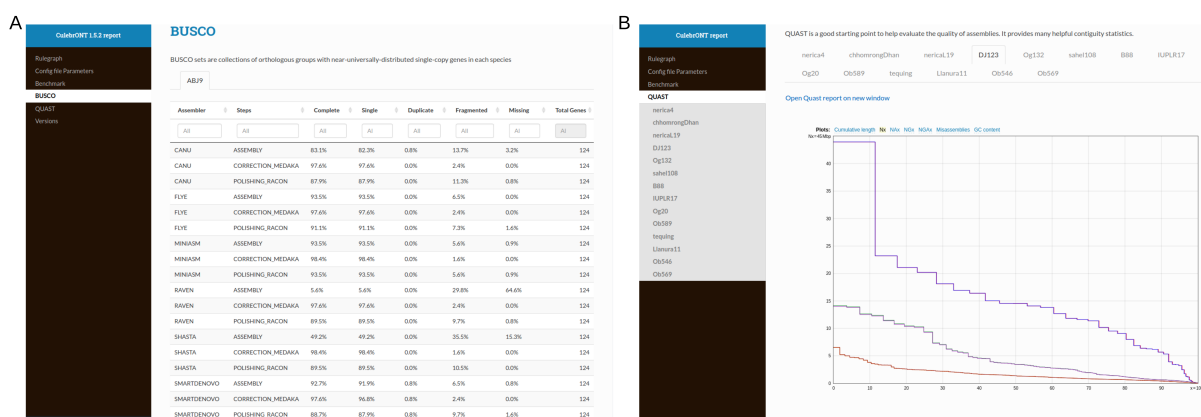 A
CulebrONT 1.5.2 report
Rulegraph
Config file Parameters
Benchmark
BUSCO
QUAST
Versions
BUSCO
BUSCO sets are collections of orthologous groups with near-universally-distributed single-copy genes in each species
ABJ9
Assembler Steps Complete Single Duplicate Fragmented Missing Total Genes
All All All Al All All All Al
CANU ASSEMBLY 83.1% 82.3% 0.8% 13.7% 3.2% 124
CANU CORRECTION_MEDAKA 97.6% 97.6% 0.0% 2.4% 0.0% 124
CANU POLISHING_RACON 87.9% 87.9% 0.0% 11.3% 0.8% 124
FLYE ASSEMBLY 93.5% 93.5% 0.0% 6.5% 0.0% 124
FLYE CORRECTION_MEDAKA 97.6% 97.6% 0.0% 2.4% 0.0% 124
FLYE POLISHING_RACON 91.1% 91.1% 0.0% 7.3% 1.6% 124
MINIASM ASSEMBLY 93.5% 93.5% 0.0% 5.6% 0.9% 124
MINIASM CORRECTION_MEDAKA 98.4% 98.4% 0.0% 1.6% 0.0% 124
MINIASM POLISHING_RACON 93.5% 93.5% 0.0% 5.6% 0.9% 124
RAVEN ASSEMBLY 5.6% 5.6% 0.0% 29.8% 64.6% 124
RAVEN CORRECTION_MEDAKA 97.6% 97.6% 0.0% 2.4% 0.0% 124
RAVEN POLISHING_RACON 89.5% 89.5% 0.0% 9.7% 0.8% 124
SHASTA ASSEMBLY 49.2% 49.2% 0.0% 35.5% 15.3% 124
SHASTA CORRECTION_MEDAKA 98.4% 98.4% 0.0% 1.6% 0.0% 124
SHASTA POLISHING_RACON 89.5% 89.5% 0.0% 10.5% 0.0% 124
SMARTDENOVO ASSEMBLY 92.7% 91.9% 0.8% 6.5% 0.8% 124
SMARTDENOVO CORRECTION_MEDAKA 97.6% 96.8% 0.8% 2.4% 0.0% 124
SMARTDENOVO POLISHING_RACON 88.7% 87.9% 0.8% 9.7% 1.6% 124
B
CulebrONT report
Rulegraph
Config file Parameters
Benchmark
QUAST
nerica4
chhomrongDhan
nericaL19
DJ123
Og132
sahel108
B88
IUPLR17
Og20
Ob589
tequing
Llanura11
Ob546
Ob569
QUAST is a good starting point to help evaluate the quality of assemblies. It provides many helpful contiguity statistics.
nerica4 chhomrongDhan nericaL19 DJ123 Og132 sahel108 B88 IUPLR17
Og20 Ob589 tequing Llanura11 Ob546 Ob569
Open Quast report on new window
Plots: Cumulative length Nx NAx NGx NGAx Misassemblies GC content
Nx=45Mbp
40
35
30
25
20
15
10
5
0
0 10 20 30 40 50 60 70 80 90 x=10